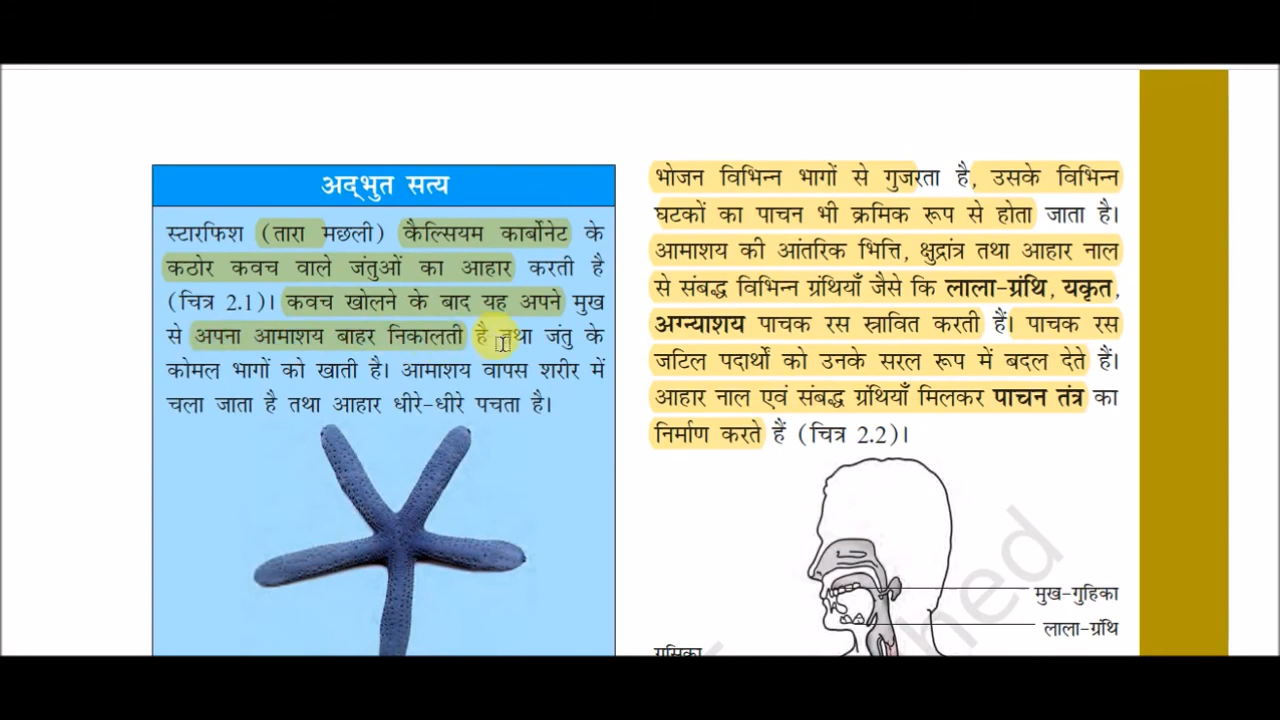 अद्भुत सत्य
स्टारफिश (तारा मछली) कैल्सियम कार्बोनेट के
कठोर कवच वाले जंतुओं का आहार करती है
(चित्र 2.1)। कवच खोलने के बाद यह अपने मुख
से अपना आमाशय बाहर निकालती है तथा जंतु के
कोमल भागों को खाती है। आमाशय वापस शरीर में
चला जाता है तथा आहार धीरे-धीरे पचता है।
भोजन विभिन्न भागों से गुजरता है, उसके विभिन्न
घटकों का पाचन भी क्रमिक रूप से होता जाता है।
आमाशय की आंतरिक भित्ति, क्षुद्रांत्र तथा आहार नाल
से संबद्ध विभिन्न ग्रंथियाँ जैसे कि लाला-ग्रंथि, यकृत,
अग्न्याशय पाचक रस स्रावित करती हैं। पाचक रस
जटिल पदार्थों को उनके सरल रूप में बदल देते हैं।
आहार नाल एवं संबद्ध ग्रंथियाँ मिलकर पाचन तंत्र का
निर्माण करते हैं (चित्र 2.2)।
मुख-गुहिका
लाला-ग्रंथि